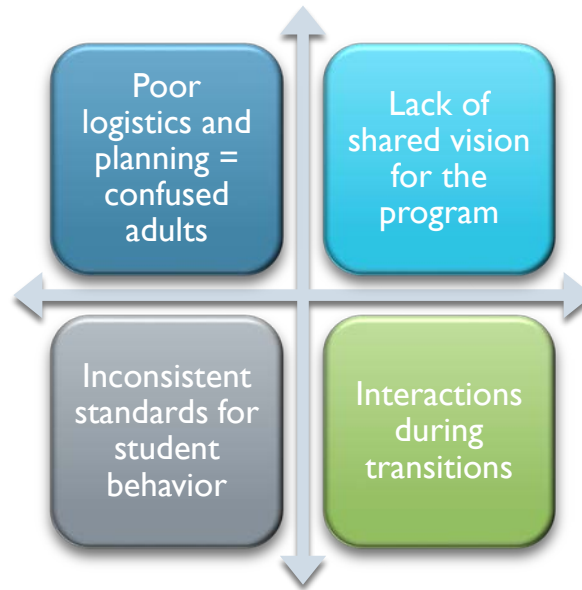 Poor
logistics and
planning =
confused
adults
Lack of
shared vision
for the
program
Inconsistent
standards for
student
behavior
Interactions
during
transitions